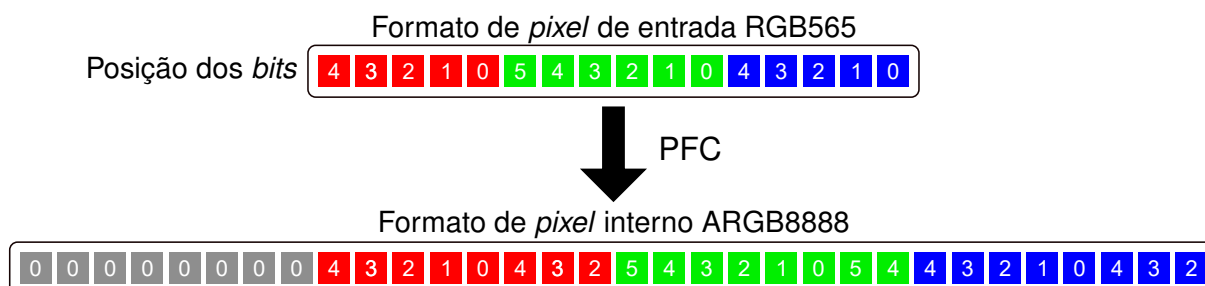 Formato de pixel de entrada RGB565
Posição dos bits 4 3 2 1 0 5 4 3 2 1 0 4 3 2 1 0
PFC
Formato de pixel interno ARGB8888
0 0 0 0 0 0 0 0 4 3 2 1 0 4 3 2 5 4 3 2 1 0 5 4 4 3 2 1 0 4 3 2